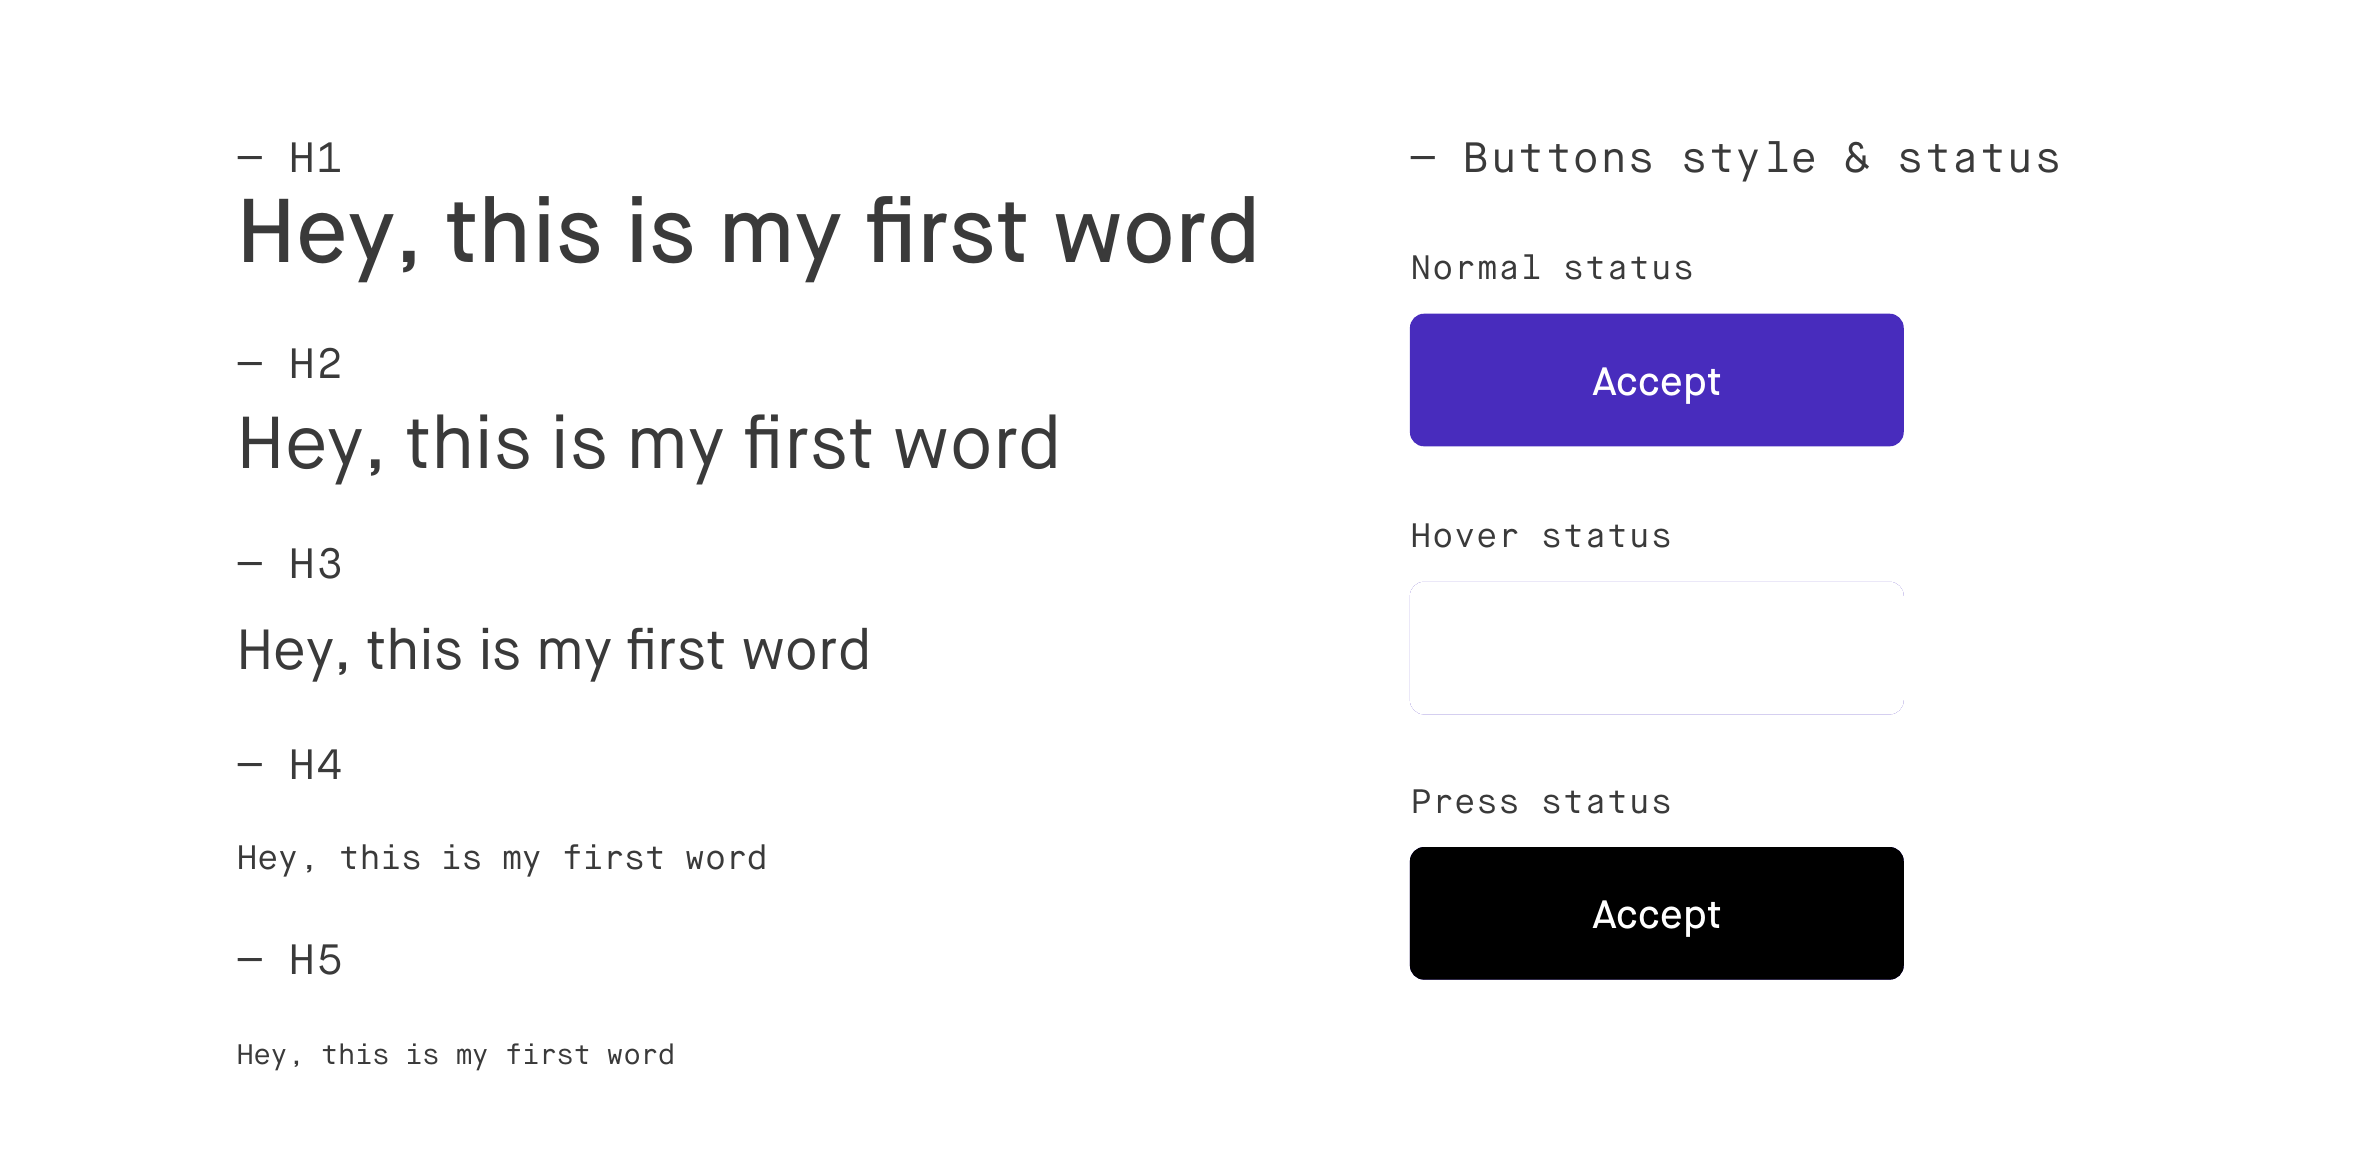 — H1
Hey, this is my first word
— H2
Hey, this is my first word
— H3
Hey, this is my first word
— H4
Hey, this is my first word
— H5
Hey, this is my first word
— Buttons style & status
Normal status
Accept
Hover status
Press status
Accept